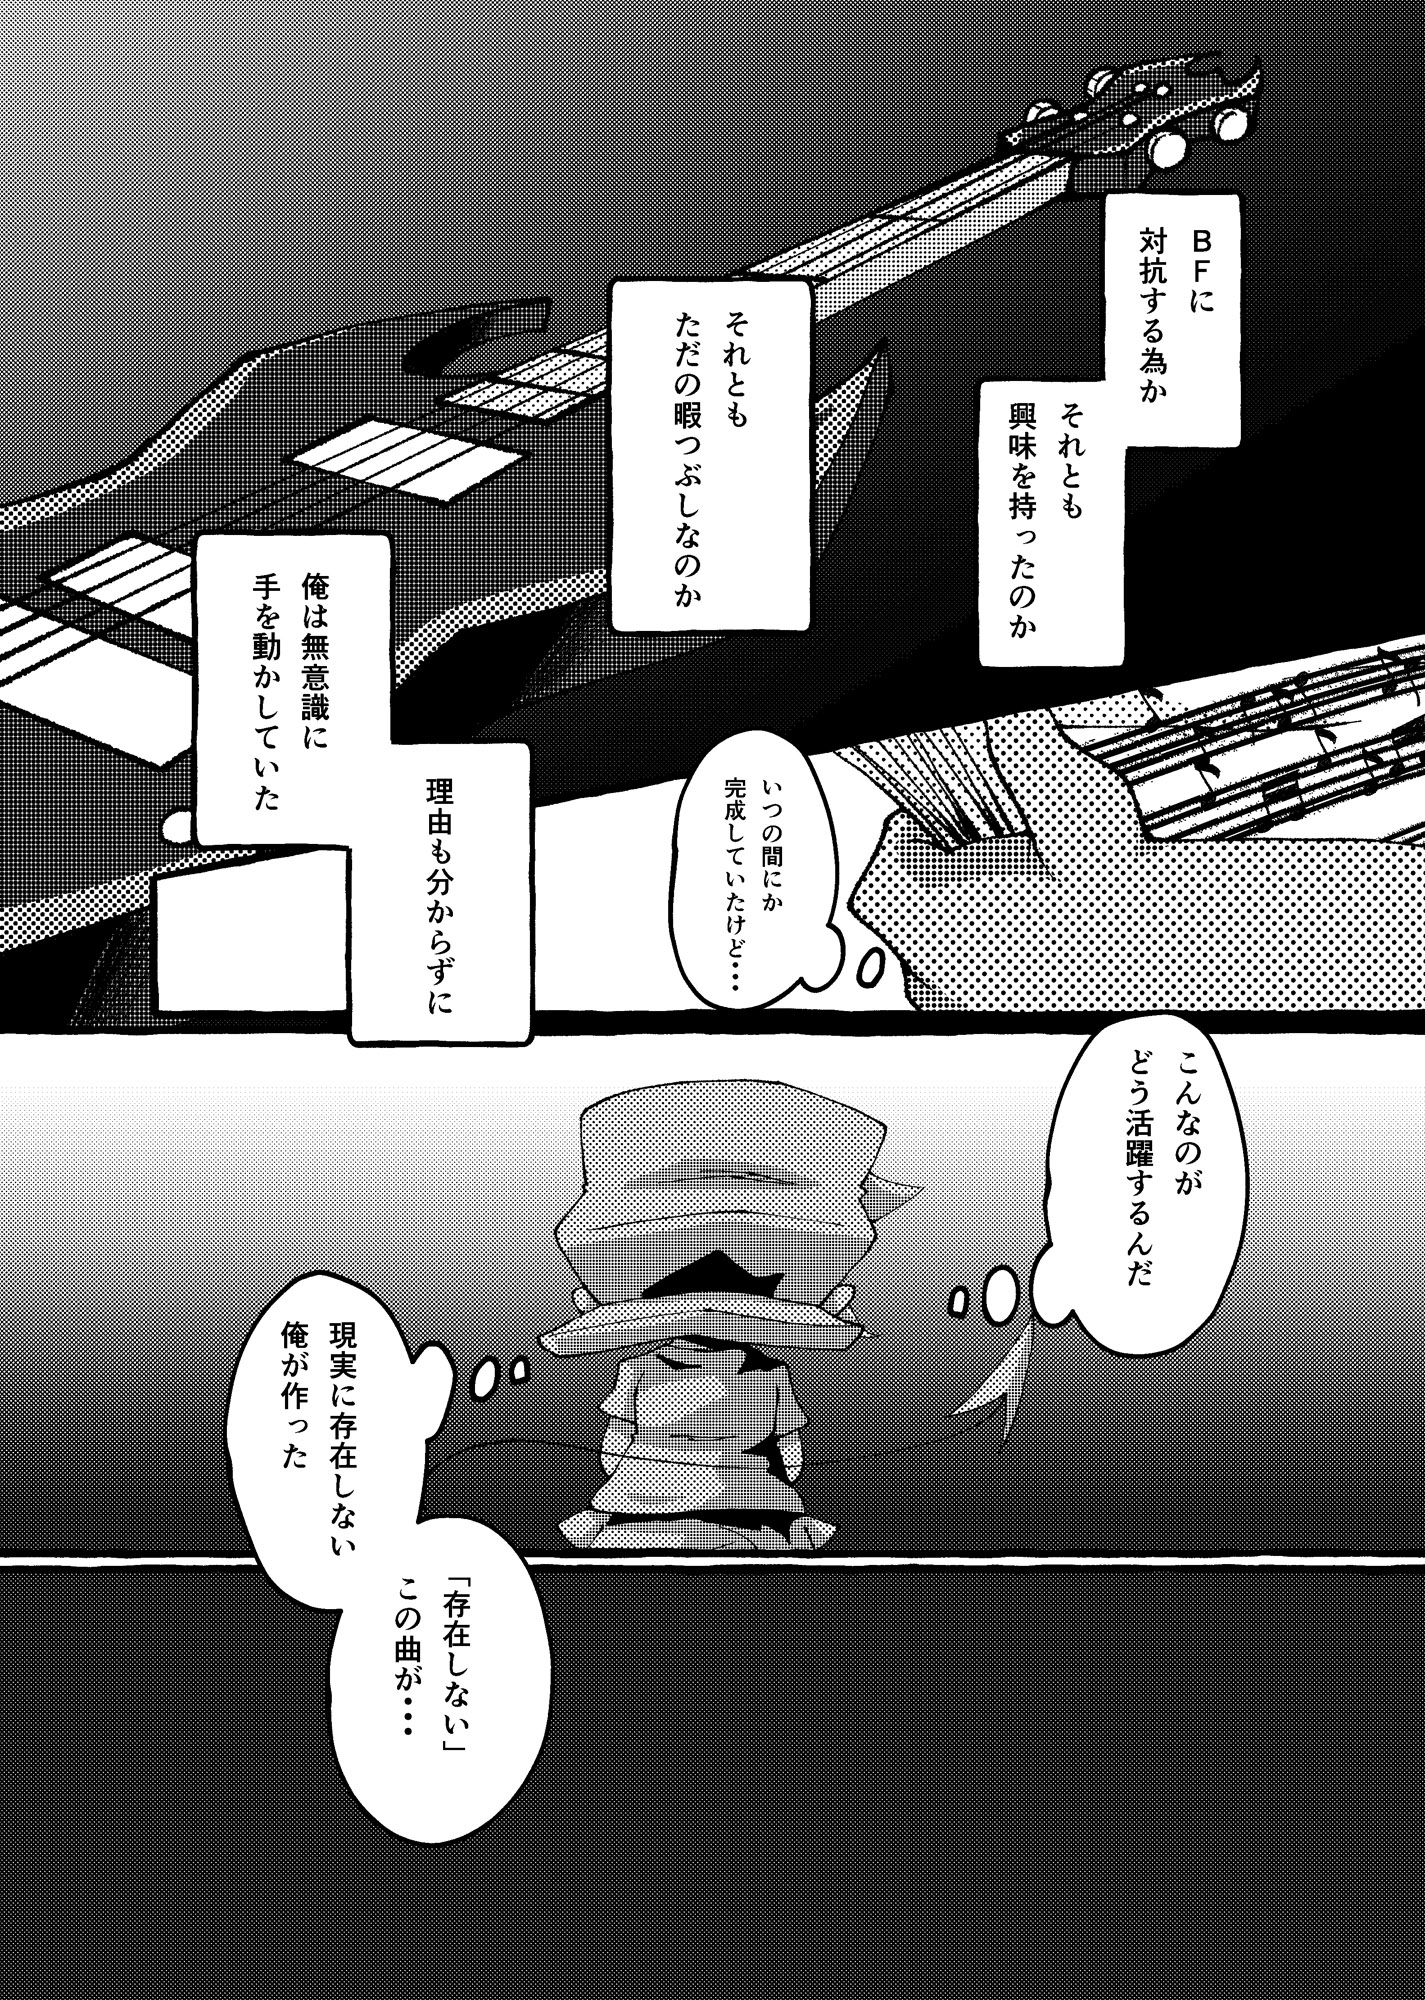 BFに
対抗する為か
それとも
興味を持ったのか
それとも
ただの暇つぶしなのか
俺は無意識に
手を動かしていた
理由も分からずに
いつの間にか
完成していたけど・・・
こんなのが
どう活躍するんだ
現実に存在しない
俺が作った
「存在しない」
この曲が・・・